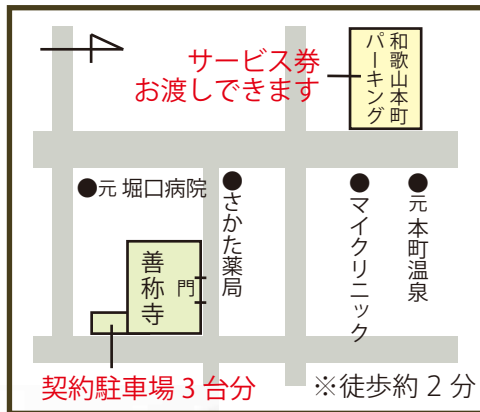 サービス券
お渡しできます
和歌山本町
パーキング
●元 堀口病院
●さかた薬局
●マイクリニック
●元 本町温泉
善称寺
門
契約駐車場 3 台分
※徒歩約 2 分